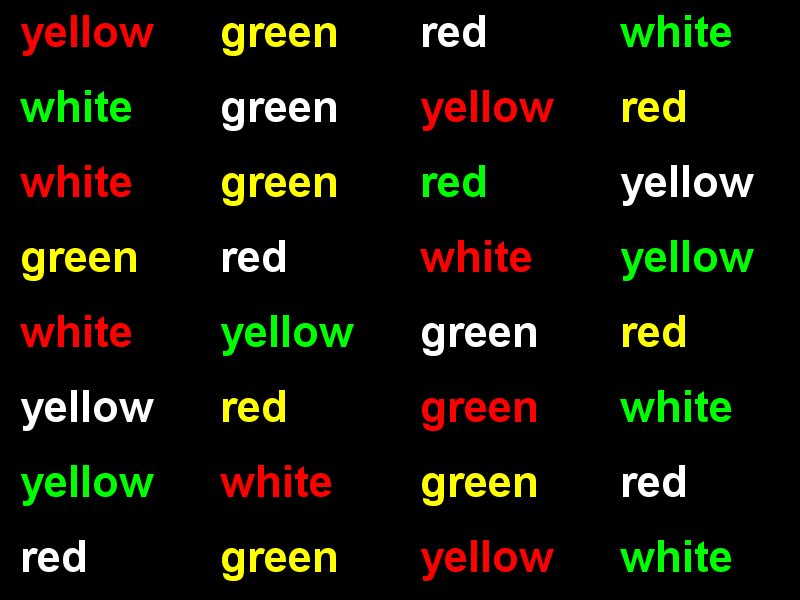 yellow green red white
white green yellow red
white green red yellow
green red white yellow
white yellow green red
yellow red green white
yellow white green red
red green yellow white